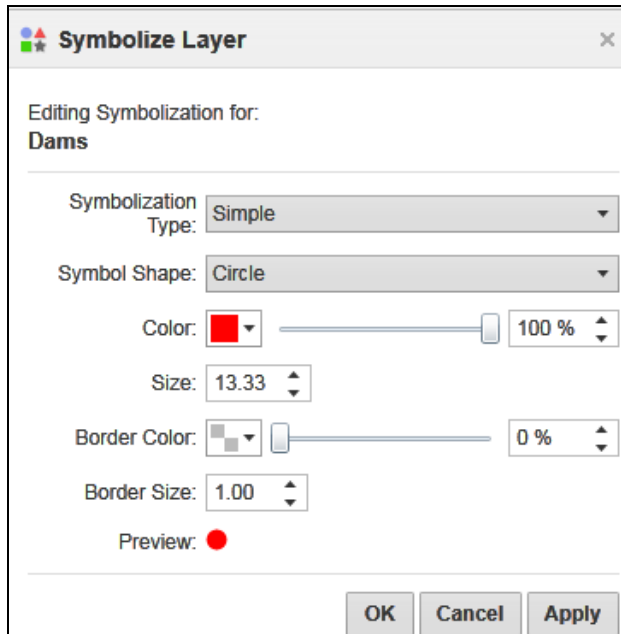 Symbolize Layer
Editing Symbolization for:
Dams
Symbolization
Type: Simple
Symbol Shape: Circle
Color: 100 %
Size: 13.33
Border Color: 0 %
Border Size: 1.00
Preview:
OK Cancel Apply